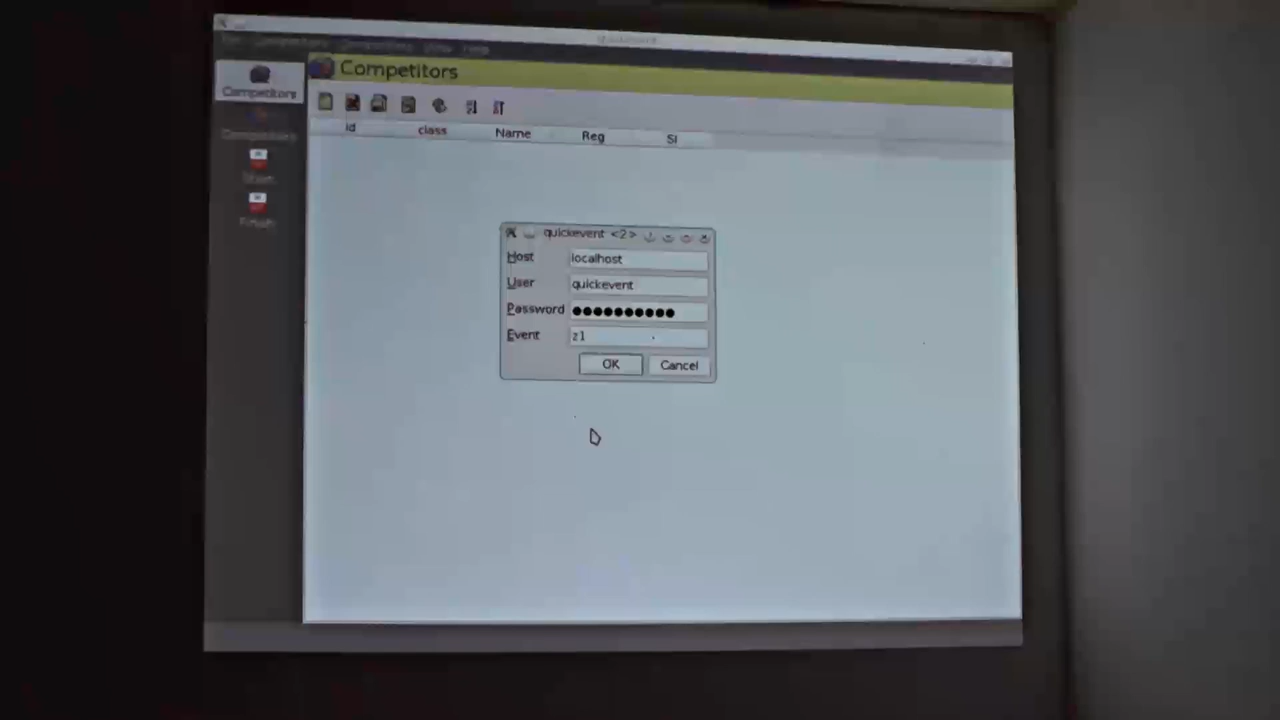 Competitors
Competitors
id class Name Reg SI
quickevent <2>
Host localhost
User quickevent
Password ●●●●●●●●●●
Event z1
OK Cancel